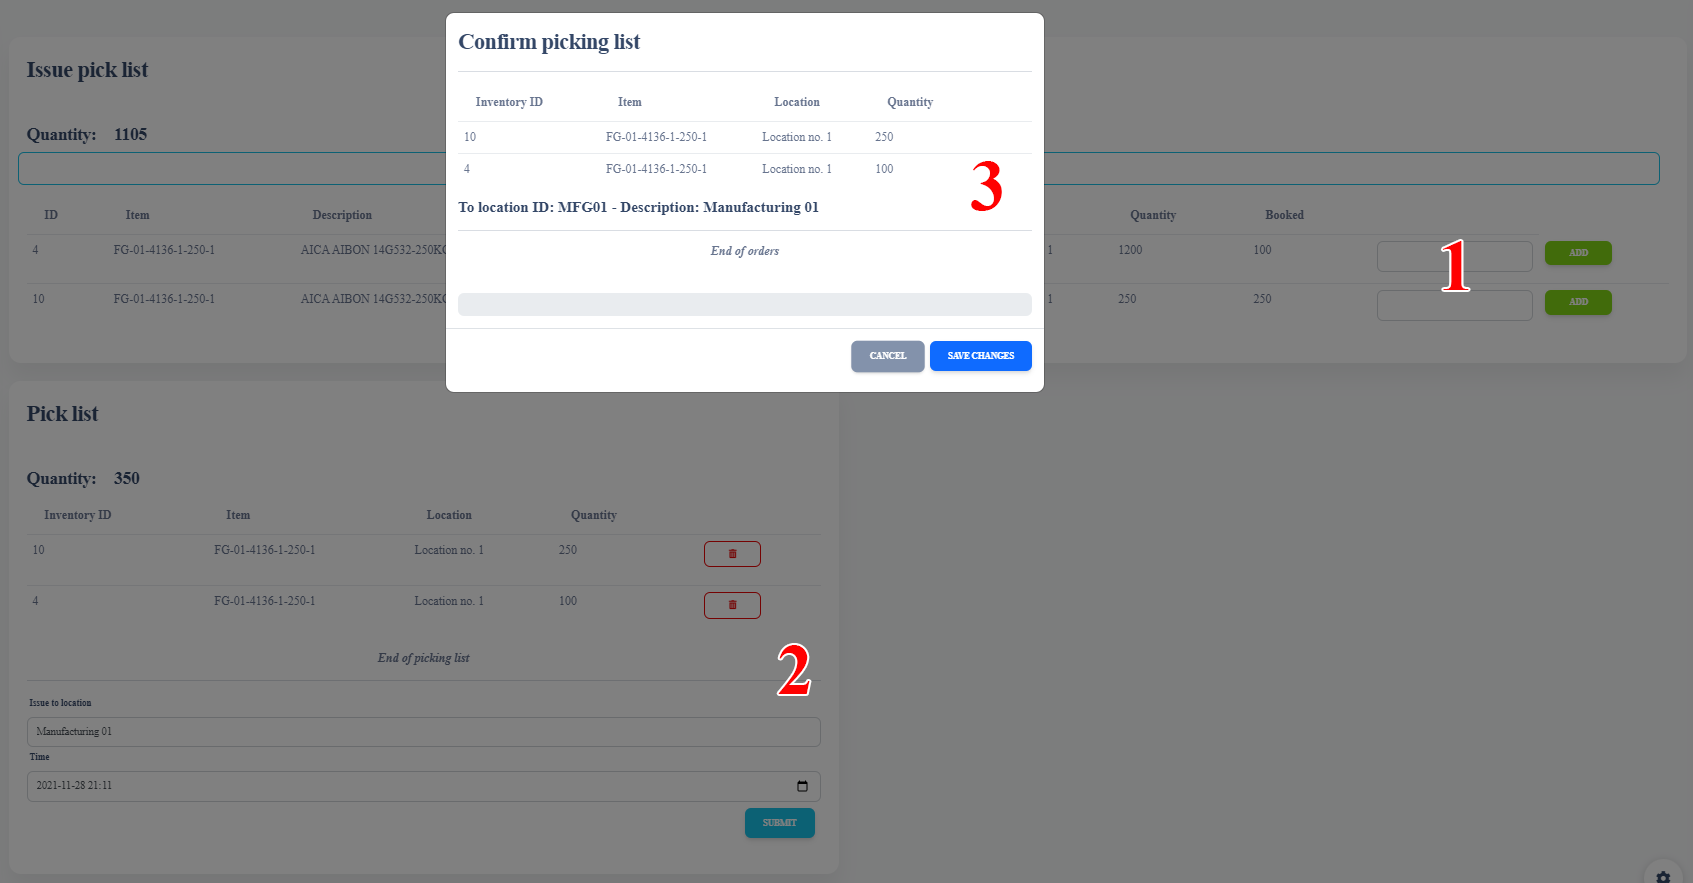 Confirm picking list
Inventory ID Item Location Quantity
10 FG-01-4136-1-250-1 Location no. 1 250
4 FG-01-4136-1-250-1 Location no. 1 100
3
To location ID: MFG01 - Description: Manufacturing 01
End of orders
CANCEL SAVE CHANGES
Issue pick list
Quantity: 1105
ID Item Description Quantity Booked
4 FG-01-4136-1-250-1 AICA AIBON 14G532-250KG 1 1200 100 ADD
1
10 FG-01-4136-1-250-1 AICA AIBON 14G532-250KG 1 250 250 ADD
Pick list
Quantity: 350
Inventory ID Item Location Quantity
10 FG-01-4136-1-250-1 Location no. 1 250
4 FG-01-4136-1-250-1 Location no. 1 100
End of picking list
2
Issue to location
Manufacturing 01
Time
2021-11-28 21:11
SUBMIT